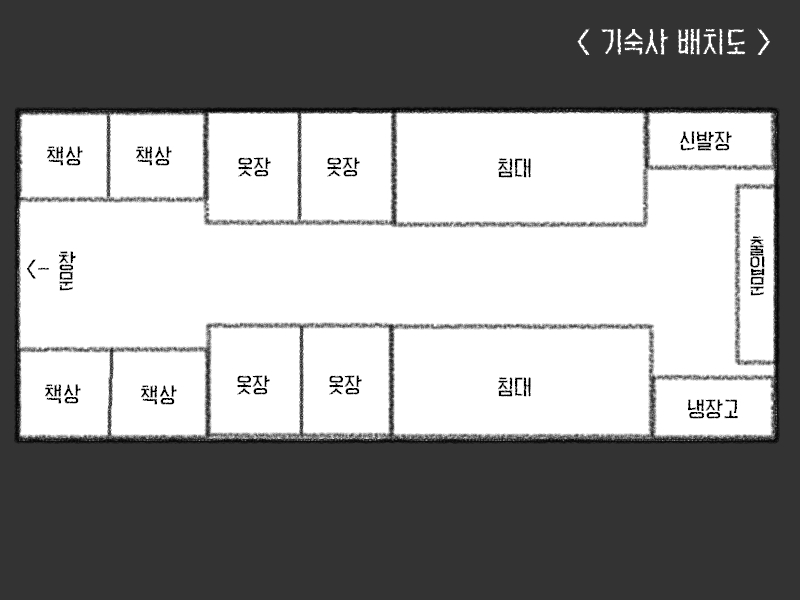 < 기숙사 배치도 >
책상 책상 옷장 옷장 침대 신발장
<- 창문
출입문
책상 책상 옷장 옷장 침대 냉장고